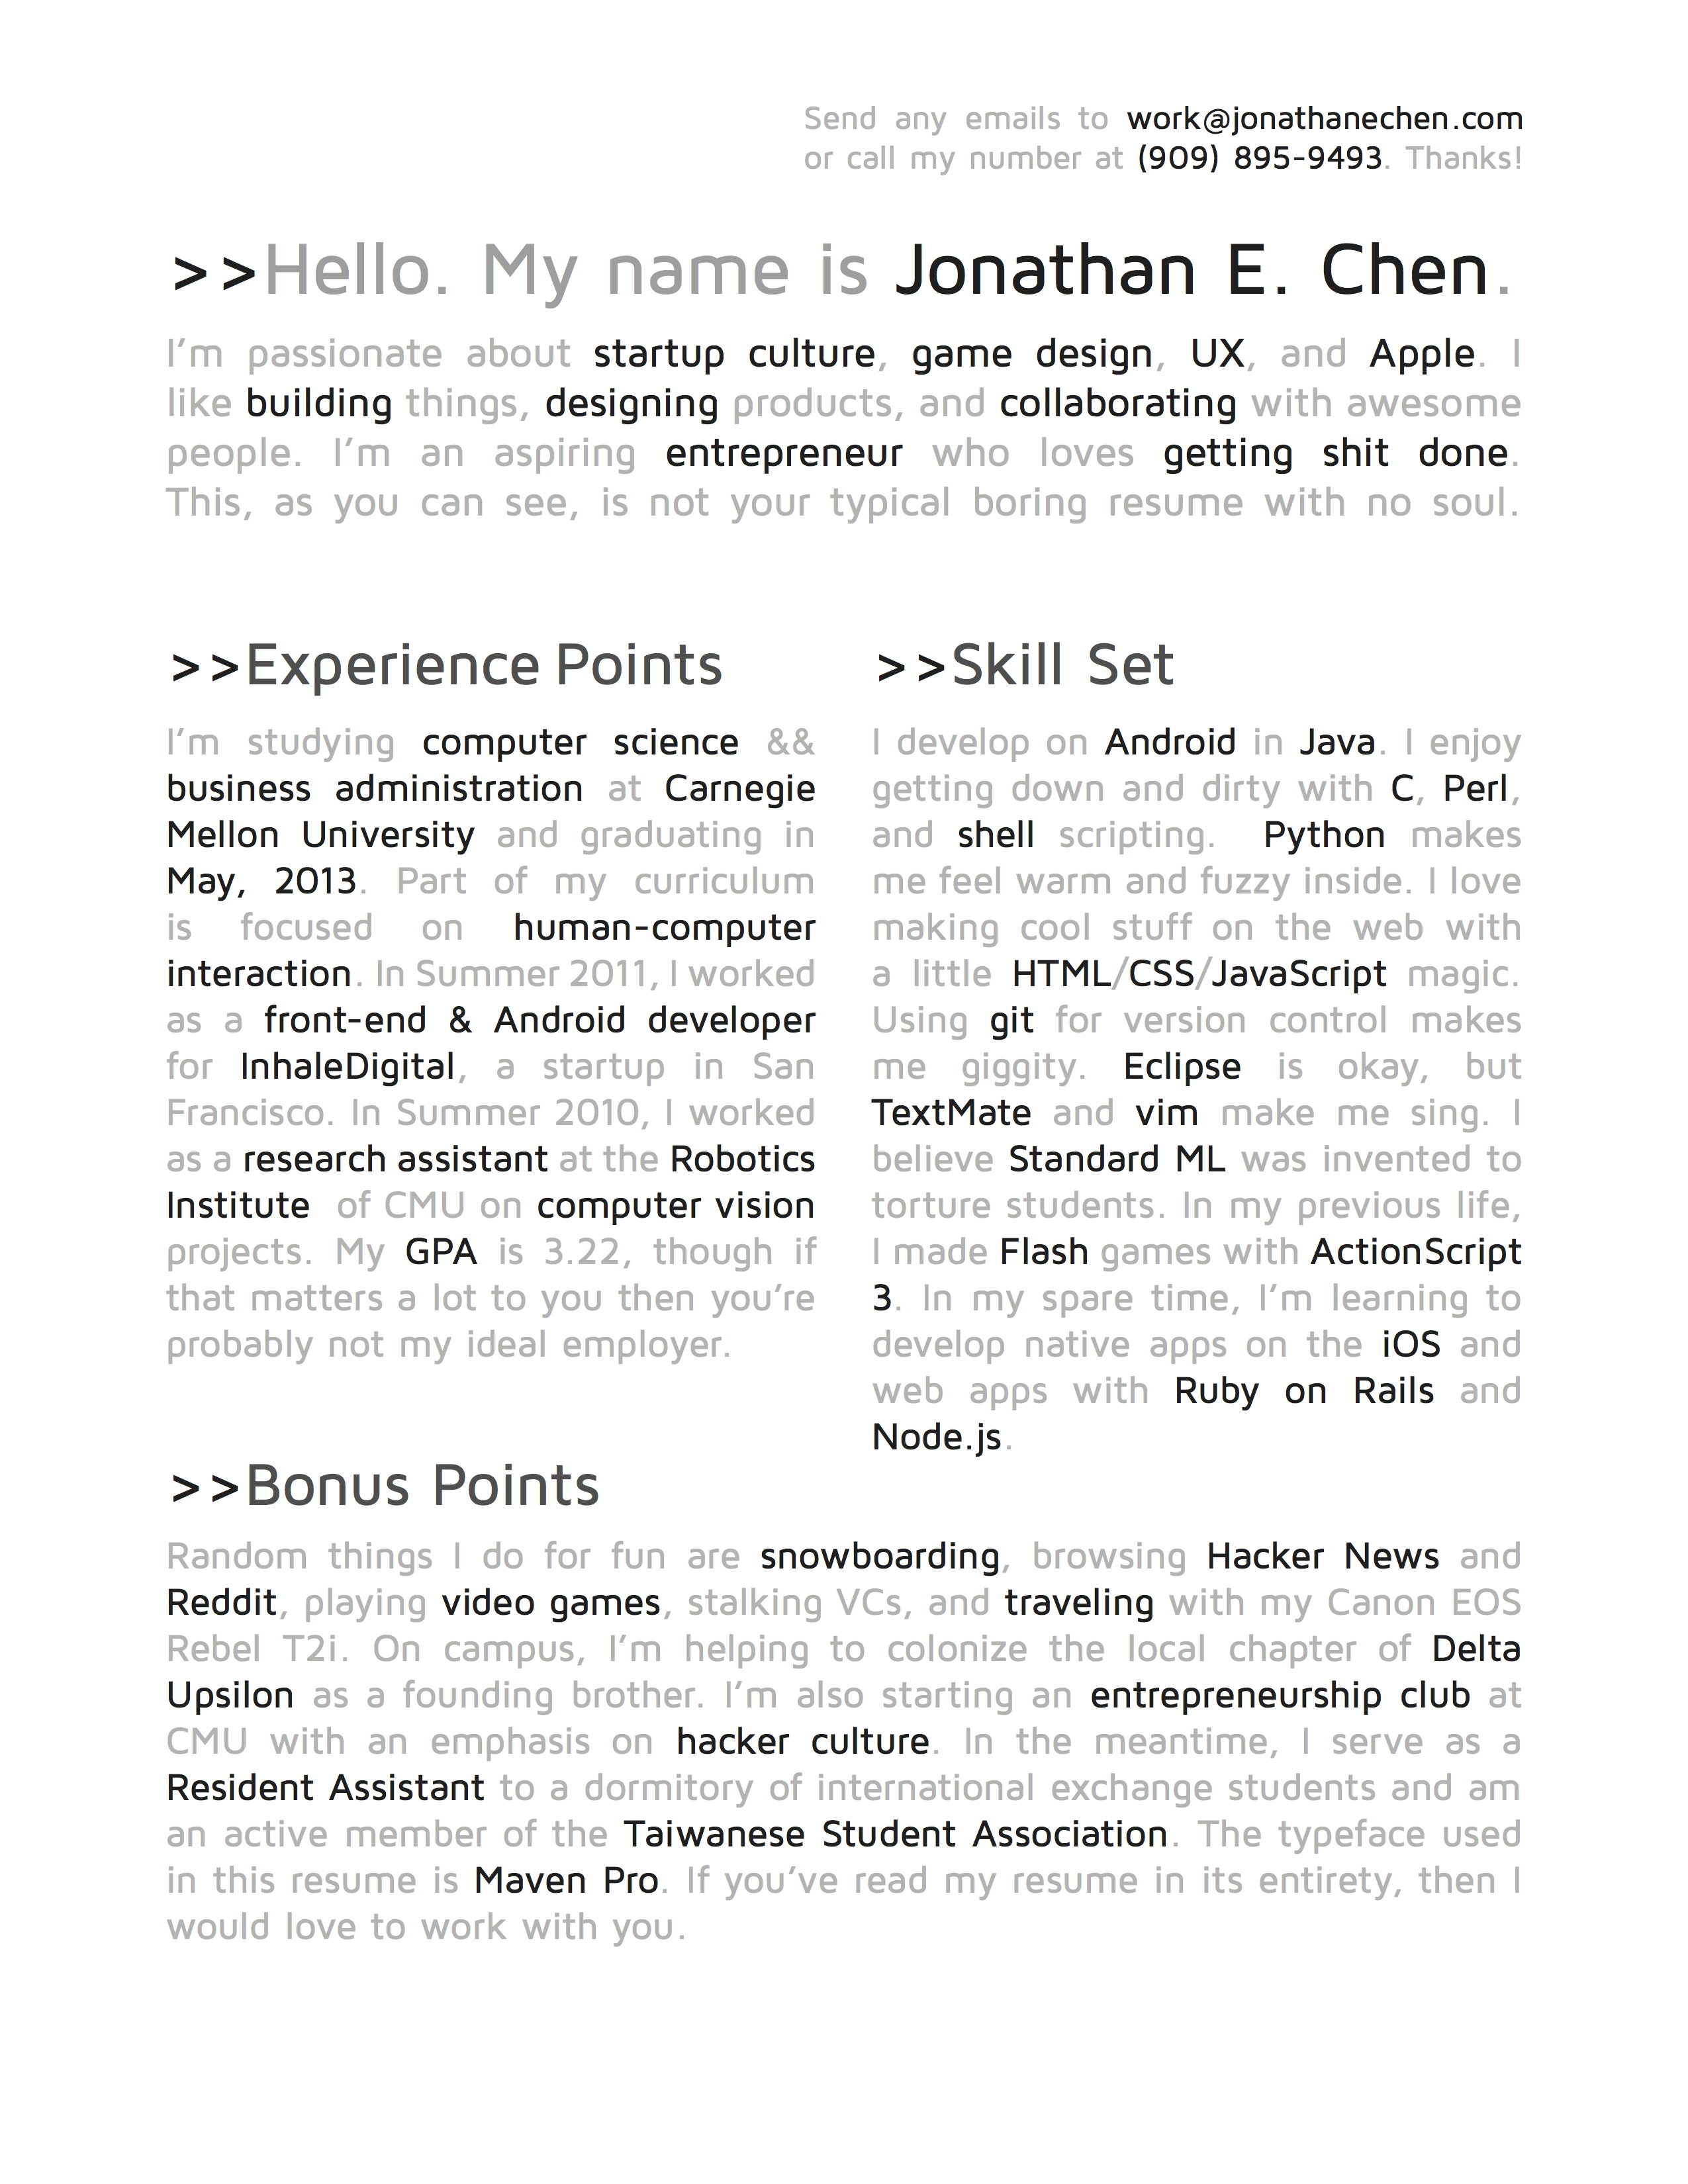 Send any emails to work@jonathanechen.com
or call my number at (909) 895-9493. Thanks!
>>Hello. My name is Jonathan E. Chen.
I'm passionate about startup culture, game design, UX, and Apple. I
like building things, designing products, and collaborating with awesome
people. I'm an aspiring entrepreneur who loves getting shit done.
This, as you can see, is not your typical boring resume with no soul.
>>Experience Points
I'm studying computer science &&
business administration at Carnegie
Mellon University and graduating in
May, 2013. Part of my curriculum
is focused on human-computer
interaction. In Summer 2011, I worked
as a front-end & Android developer
for InhaleDigital, a startup in San
Francisco. In Summer 2010, I worked
as a research assistant at the Robotics
Institute of CMU on computer vision
projects. My GPA is 3.22, though if
that matters a lot to you then you're
probably not my ideal employer.
>>Skill Set
I develop on Android in Java. I enjoy
getting down and dirty with C, Perl,
and shell scripting. Python makes
me feel warm and fuzzy inside. I love
making cool stuff on the web with
a little HTML/CSS/JavaScript magic.
Using git for version control makes
me giggity. Eclipse is okay, but
TextMate and vim make me sing. I
believe Standard ML was invented to
torture students. In my previous life,
I made Flash games with ActionScript
3. In my spare time, I'm learning to
develop native apps on the iOS and
web apps with Ruby on Rails and
Node.js.
>>Bonus Points
Random things I do for fun are snowboarding, browsing Hacker News and
Reddit, playing video games, stalking VCs, and traveling with my Canon EOS
Rebel T2i. On campus, I'm helping to colonize the local chapter of Delta
Upsilon as a founding brother. I'm also starting an entrepreneurship club at
CMU with an emphasis on hacker culture. In the meantime, I serve as a
Resident Assistant to a dormitory of international exchange students and am
an active member of the Taiwanese Student Association. The typeface used
in this resume is Maven Pro. If you've read my resume in its entirety, then I
would love to work with you.